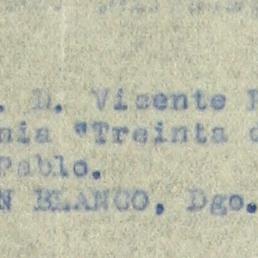 . D. Vicente
nia "Treinta
Pablo.
N BLANCO, Dgo.